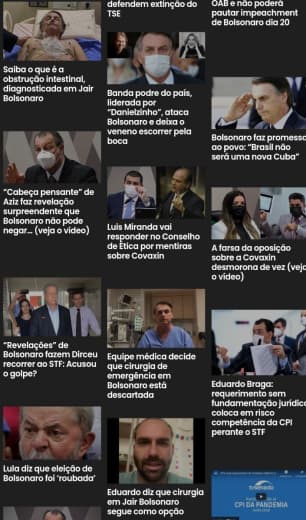 Saiba o que é a
obstrução intestinal,
diagnosticada em Jair
Bolsonaro
"Cabeça pensante" de
Aziz faz revelação
surpreendente que
Bolsonaro não pode
negar... (veja o vídeo)
"Revelações" de
Bolsonaro fazem Dirceu
recorrer ao STF: Acusou
o golpe?
Lula diz que eleição de
Bolsonaro foi 'roubada'
defendem extinção do
TSE
Banda podre do país,
liderada por
"Danielzinho", ataca
Bolsonaro e deixa o
veneno escorrer pela
boca
Luis Miranda vai
responder no Conselho
de Ética por mentiras
sobre Covaxin
Equipe médica decide
que cirurgia de
emergência em
Bolsonaro está
descartada
Eduardo diz que cirurgia
em Jair Bolsonaro
segue como opção
OAB e não poderá
pautar impeachment
de Bolsonaro dia 20
Bolsonaro faz promessa
ao povo: "Brasil não
será uma nova Cuba"
A farsa da oposição
sobre a Covaxin
desmorona de vez (veja
o vídeo)
Eduardo Braga:
requerimento sem
fundamentação jurídica
coloca em risco
competência da CPI
perante o STF
TVSENADO
CPI DA PANDEMIA